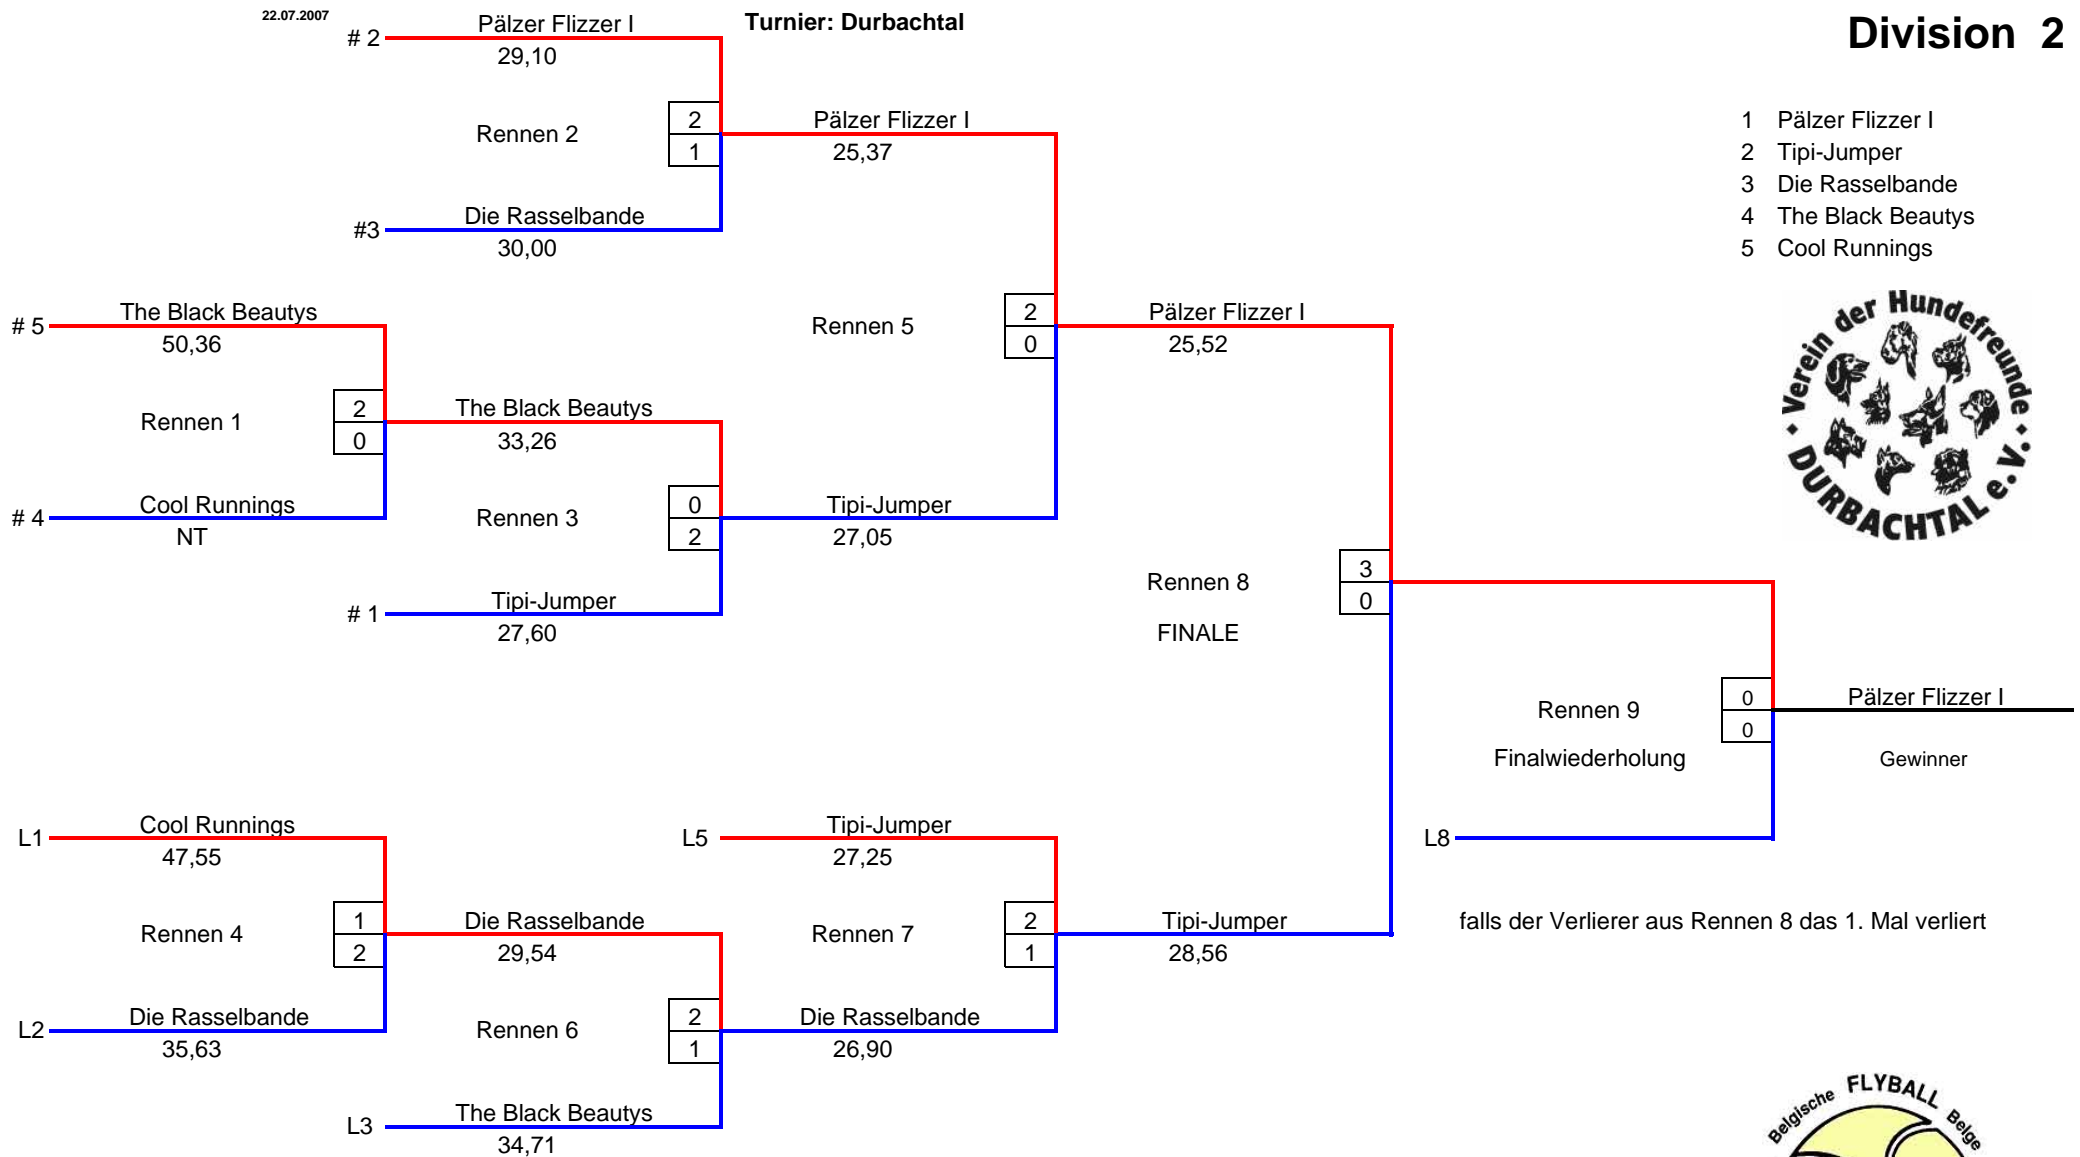 22.07.2007
Turnier: Durbachtal
Division 2
# 2
Pälzer Flizzer I
29,10
Rennen 2
2
1
Pälzer Flizzer I
25,37
#3
Die Rasselbande
30,00
1 Pälzer Flizzer I
2 Tipi-Jumper
3 Die Rasselbande
4 The Black Beautys
5 Cool Runnings
Verein der Hundefreunde
DURBACHTAL e.V.
# 5
The Black Beautys
50,36
Rennen 1
2
0
The Black Beautys
33,26
# 4
Cool Runnings
NT
Rennen 3
0
2
Tipi-Jumper
27,05
# 1
Tipi-Jumper
27,60
Rennen 5
2
0
Pälzer Flizzer I
25,52
Rennen 8
3
0
FINALE
Rennen 9
0
0
Finalwiederholung
Pälzer Flizzer I
Gewinner
L8
falls der Verlierer aus Rennen 8 das 1. Mal verliert
L1
Cool Runnings
47,55
Rennen 4
1
2
Die Rasselbande
29,54
L2
Die Rasselbande
35,63
Rennen 6
2
1
Die Rasselbande
26,90
L3
The Black Beautys
34,71
L5
Tipi-Jumper
27,25
Rennen 7
2
1
Tipi-Jumper
28,56
Belgische FLYBALL Belge